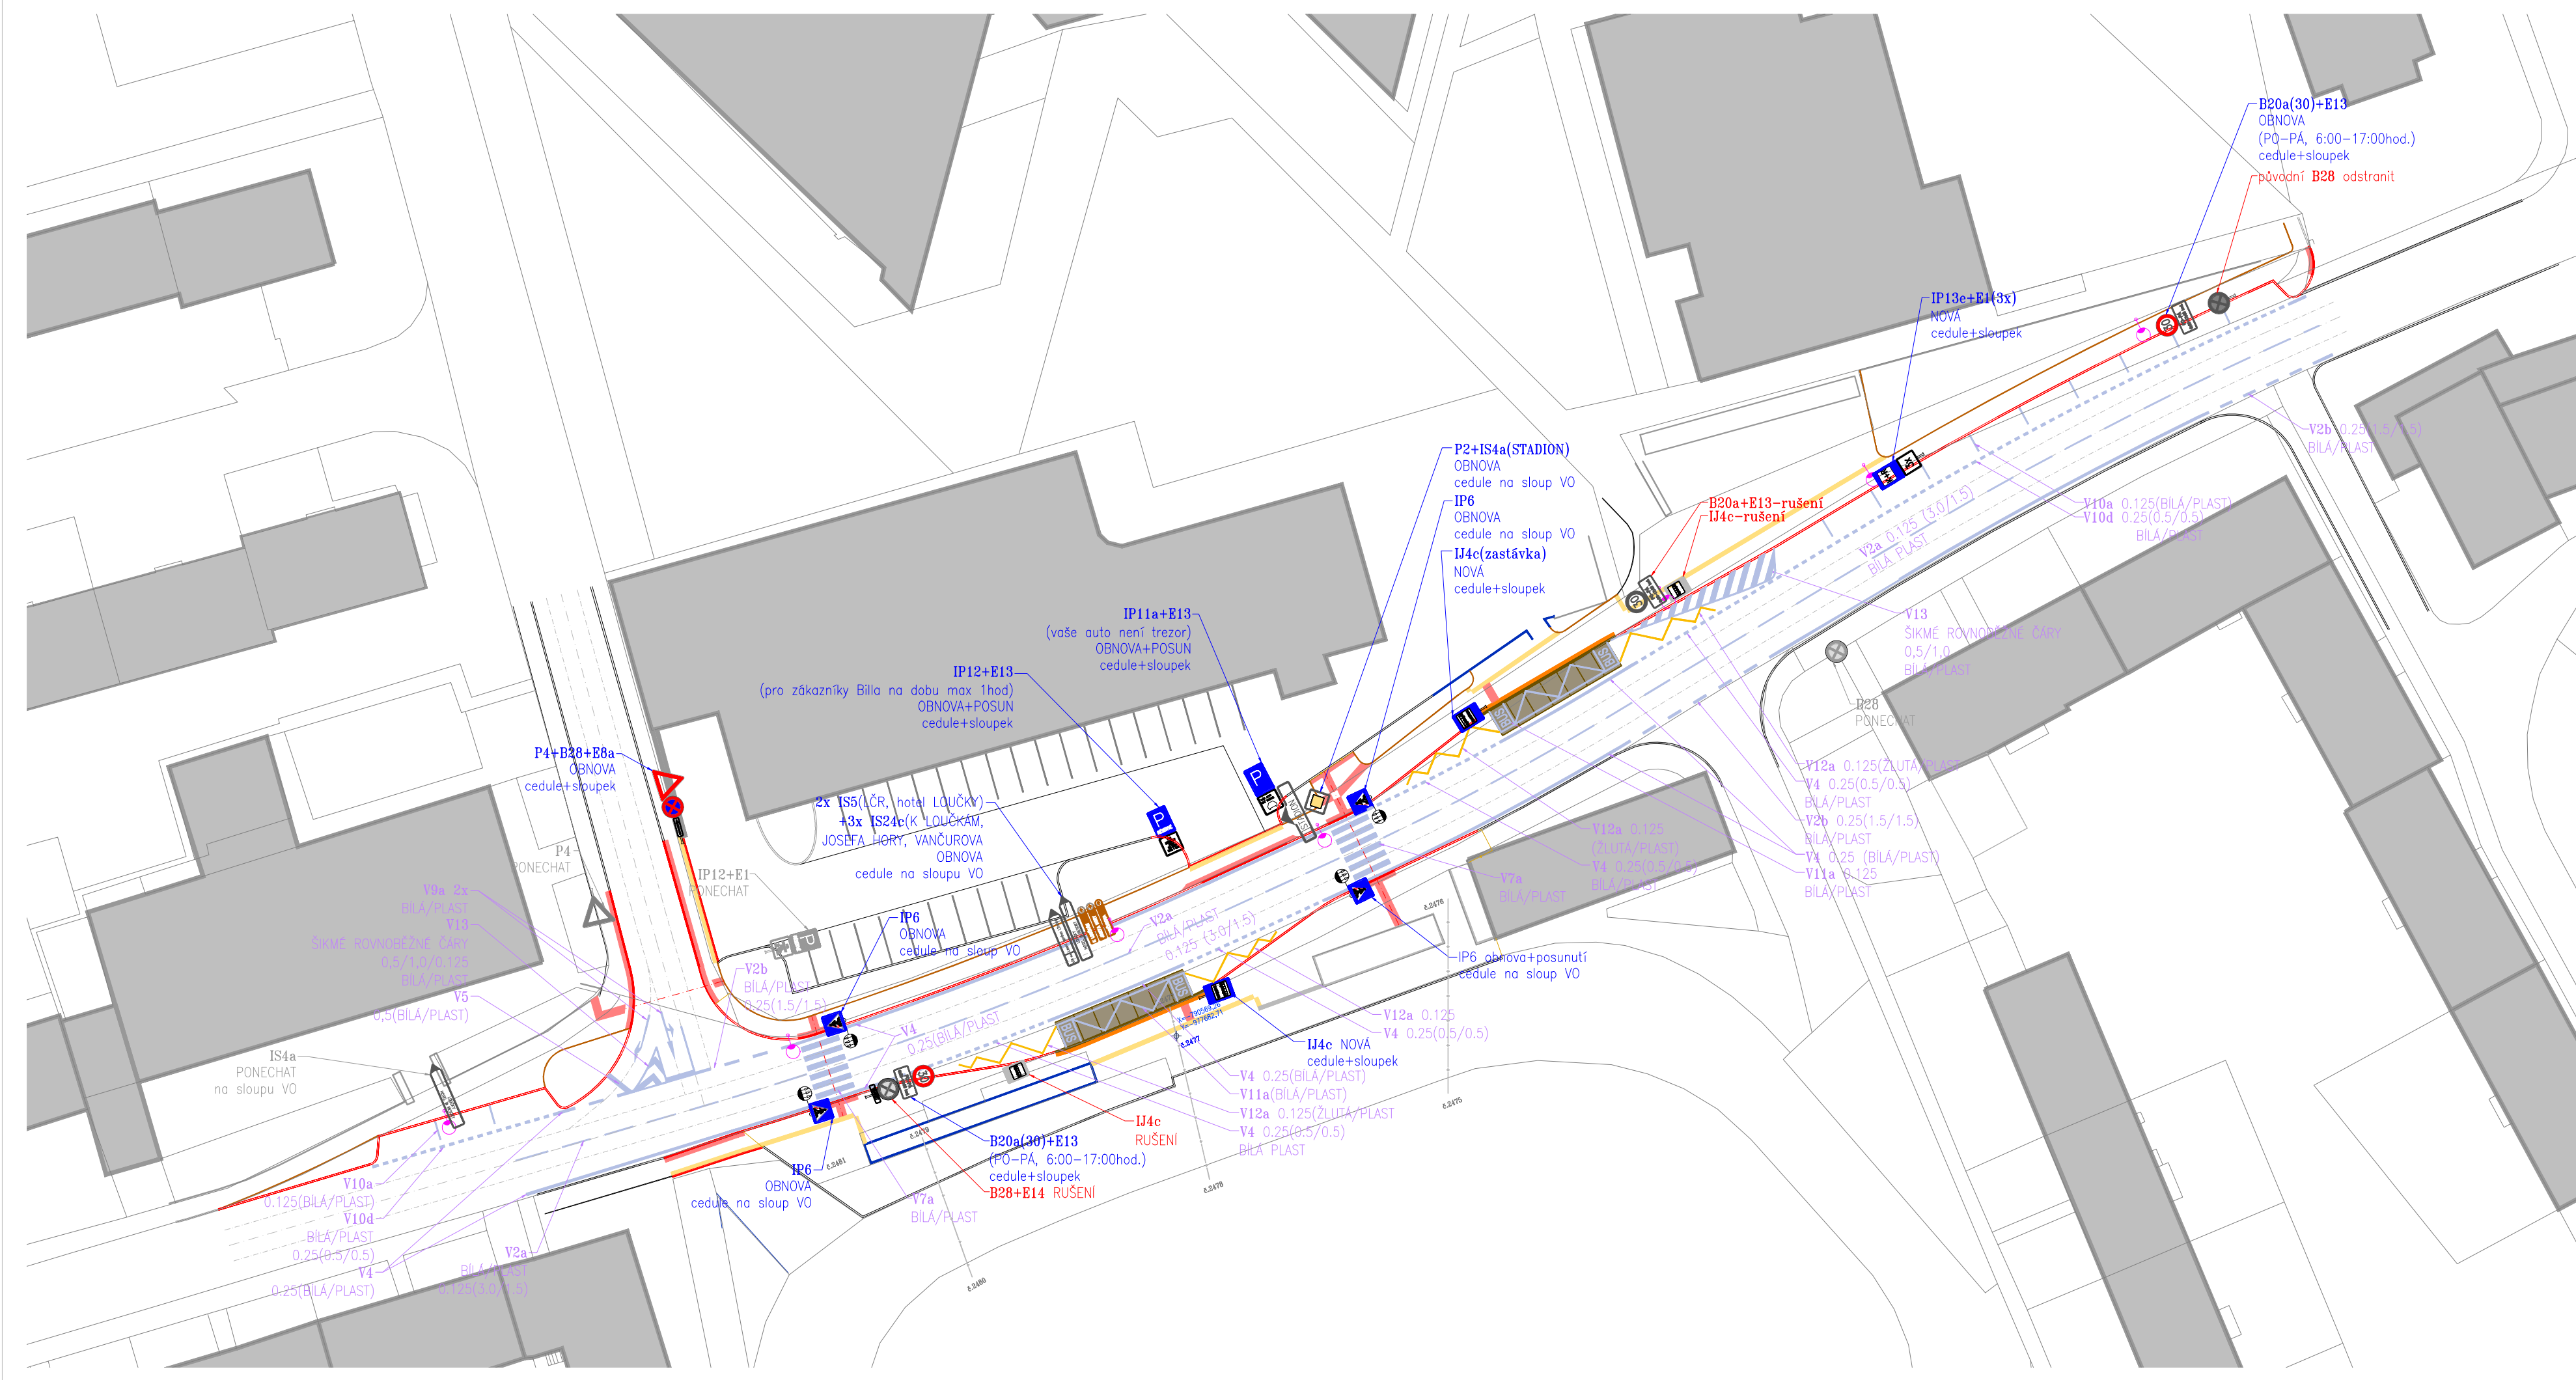 B20a(30)+E13
OBNOVA
(PO-PÁ, 6:00-17:00hod.)
cedule+sloupek
původní B28 odstranit
IP13e+E1(3x)
NOVÁ
cedule+sloupek
V2b 0.25(1.5/1.5)
BÍLÁ/PLAST
P2+IS4a(STADION)
OBNOVA
cedule na sloup VO
IP6
OBNOVA
cedule na sloup VO
IJ4c(zastávka)
NOVÁ
cedule+sloupek
B20a+E13-rušení
IJ4c-rušení
V10a 0.125(BÍLÁ/PLAST)
V10d 0.25(0.5/0.5)
BÍLÁ/PLAST
V2a 0.125 (3.0/1.5)
BÍLÁ PLAST
IP11a+E13
(vaše auto není trezor)
OBNOVA+POSUN
cedule+sloupek
IP12+E13
(pro zákazníky Billa na dobu max 1hod)
OBNOVA+POSUN
cedule+sloupek
V13
ŠIKMÉ ROVNOBĚŽNÉ ČÁRY
0,5/1,0
BÍLÁ/PLAST
B28
PONECHAT
P4+B28+E8a
OBNOVA
cedule+sloupek
2x IS5(LČR, hotel LOUČKY)
+3x IS24c(K LOUČKÁM,
JOSEFA HORY, VANČUROVA
OBNOVA
cedule na sloupu VO
V12a 0.125(ŽLUTÁ/PLAST
V4 0.25(0.5/0.5)
BÍLÁ/PLAST
V2b 0.25(1.5/1.5)
BÍLÁ/PLAST
V4 0.25 (BÍLÁ/PLAST)
V11a 0.125
BÍLÁ/PLAST
V12a 0.125
(ŽLUTÁ/PLAST)
V4 0.25(0.5/0.5)
BÍLÁ/PLAST
V7a
BÍLÁ/PLAST
P4
PONECHAT
IP12+E1
PONECHAT
V9a 2x
BÍLÁ/PLAST
V13
ŠIKMÉ ROVNOBĚŽNÉ ČÁRY
0,5/1,0/0.125
BÍLÁ/PLAST
V5
0,5(BÍLÁ/PLAST)
IP6
OBNOVA
cedule na sloup VO
V2a
BÍLÁ/PLAST
0.125 (3.0/1.5)
V2b
BÍLÁ/PLAST
0.25(1.5/1.5)
V4
0.25(BÍLÁ/PLAST)
IP6 obnova+posunutí
cedule na sloup VO
V12a 0.125
V4 0.25(0.5/0.5)
IJ4c NOVÁ
cedule+sloupek
IS4a
PONECHAT
na sloupu VO
V4 0.25(BÍLÁ/PLAST)
V11a(BÍLÁ/PLAST)
V12a 0.125(ŽLUTÁ/PLAST
V4 0.25(0.5/0.5)
BÍLÁ PLAST
IJ4c
RUŠENÍ
B20a(30)+E13
(PO-PÁ, 6:00-17:00hod.)
cedule+sloupek
B28+E14 RUŠENÍ
IP6
OBNOVA
cedule na sloup VO
V7a
BÍLÁ/PLAST
V10a
0.125(BÍLÁ/PLAST)
V10d
BÍLÁ/PLAST
0.25(0.5/0.5)
V4
0.25(BÍLÁ/PLAST)
V2a
BÍLÁ/PLAST
0.125(3.0/1.5)
BUS
BUS
BUS
BUS
STADION
30
30
30
P
P
P
3x
č.2476
č.2477
č.2475
č.2478
č.2479
č.2481
č.2480